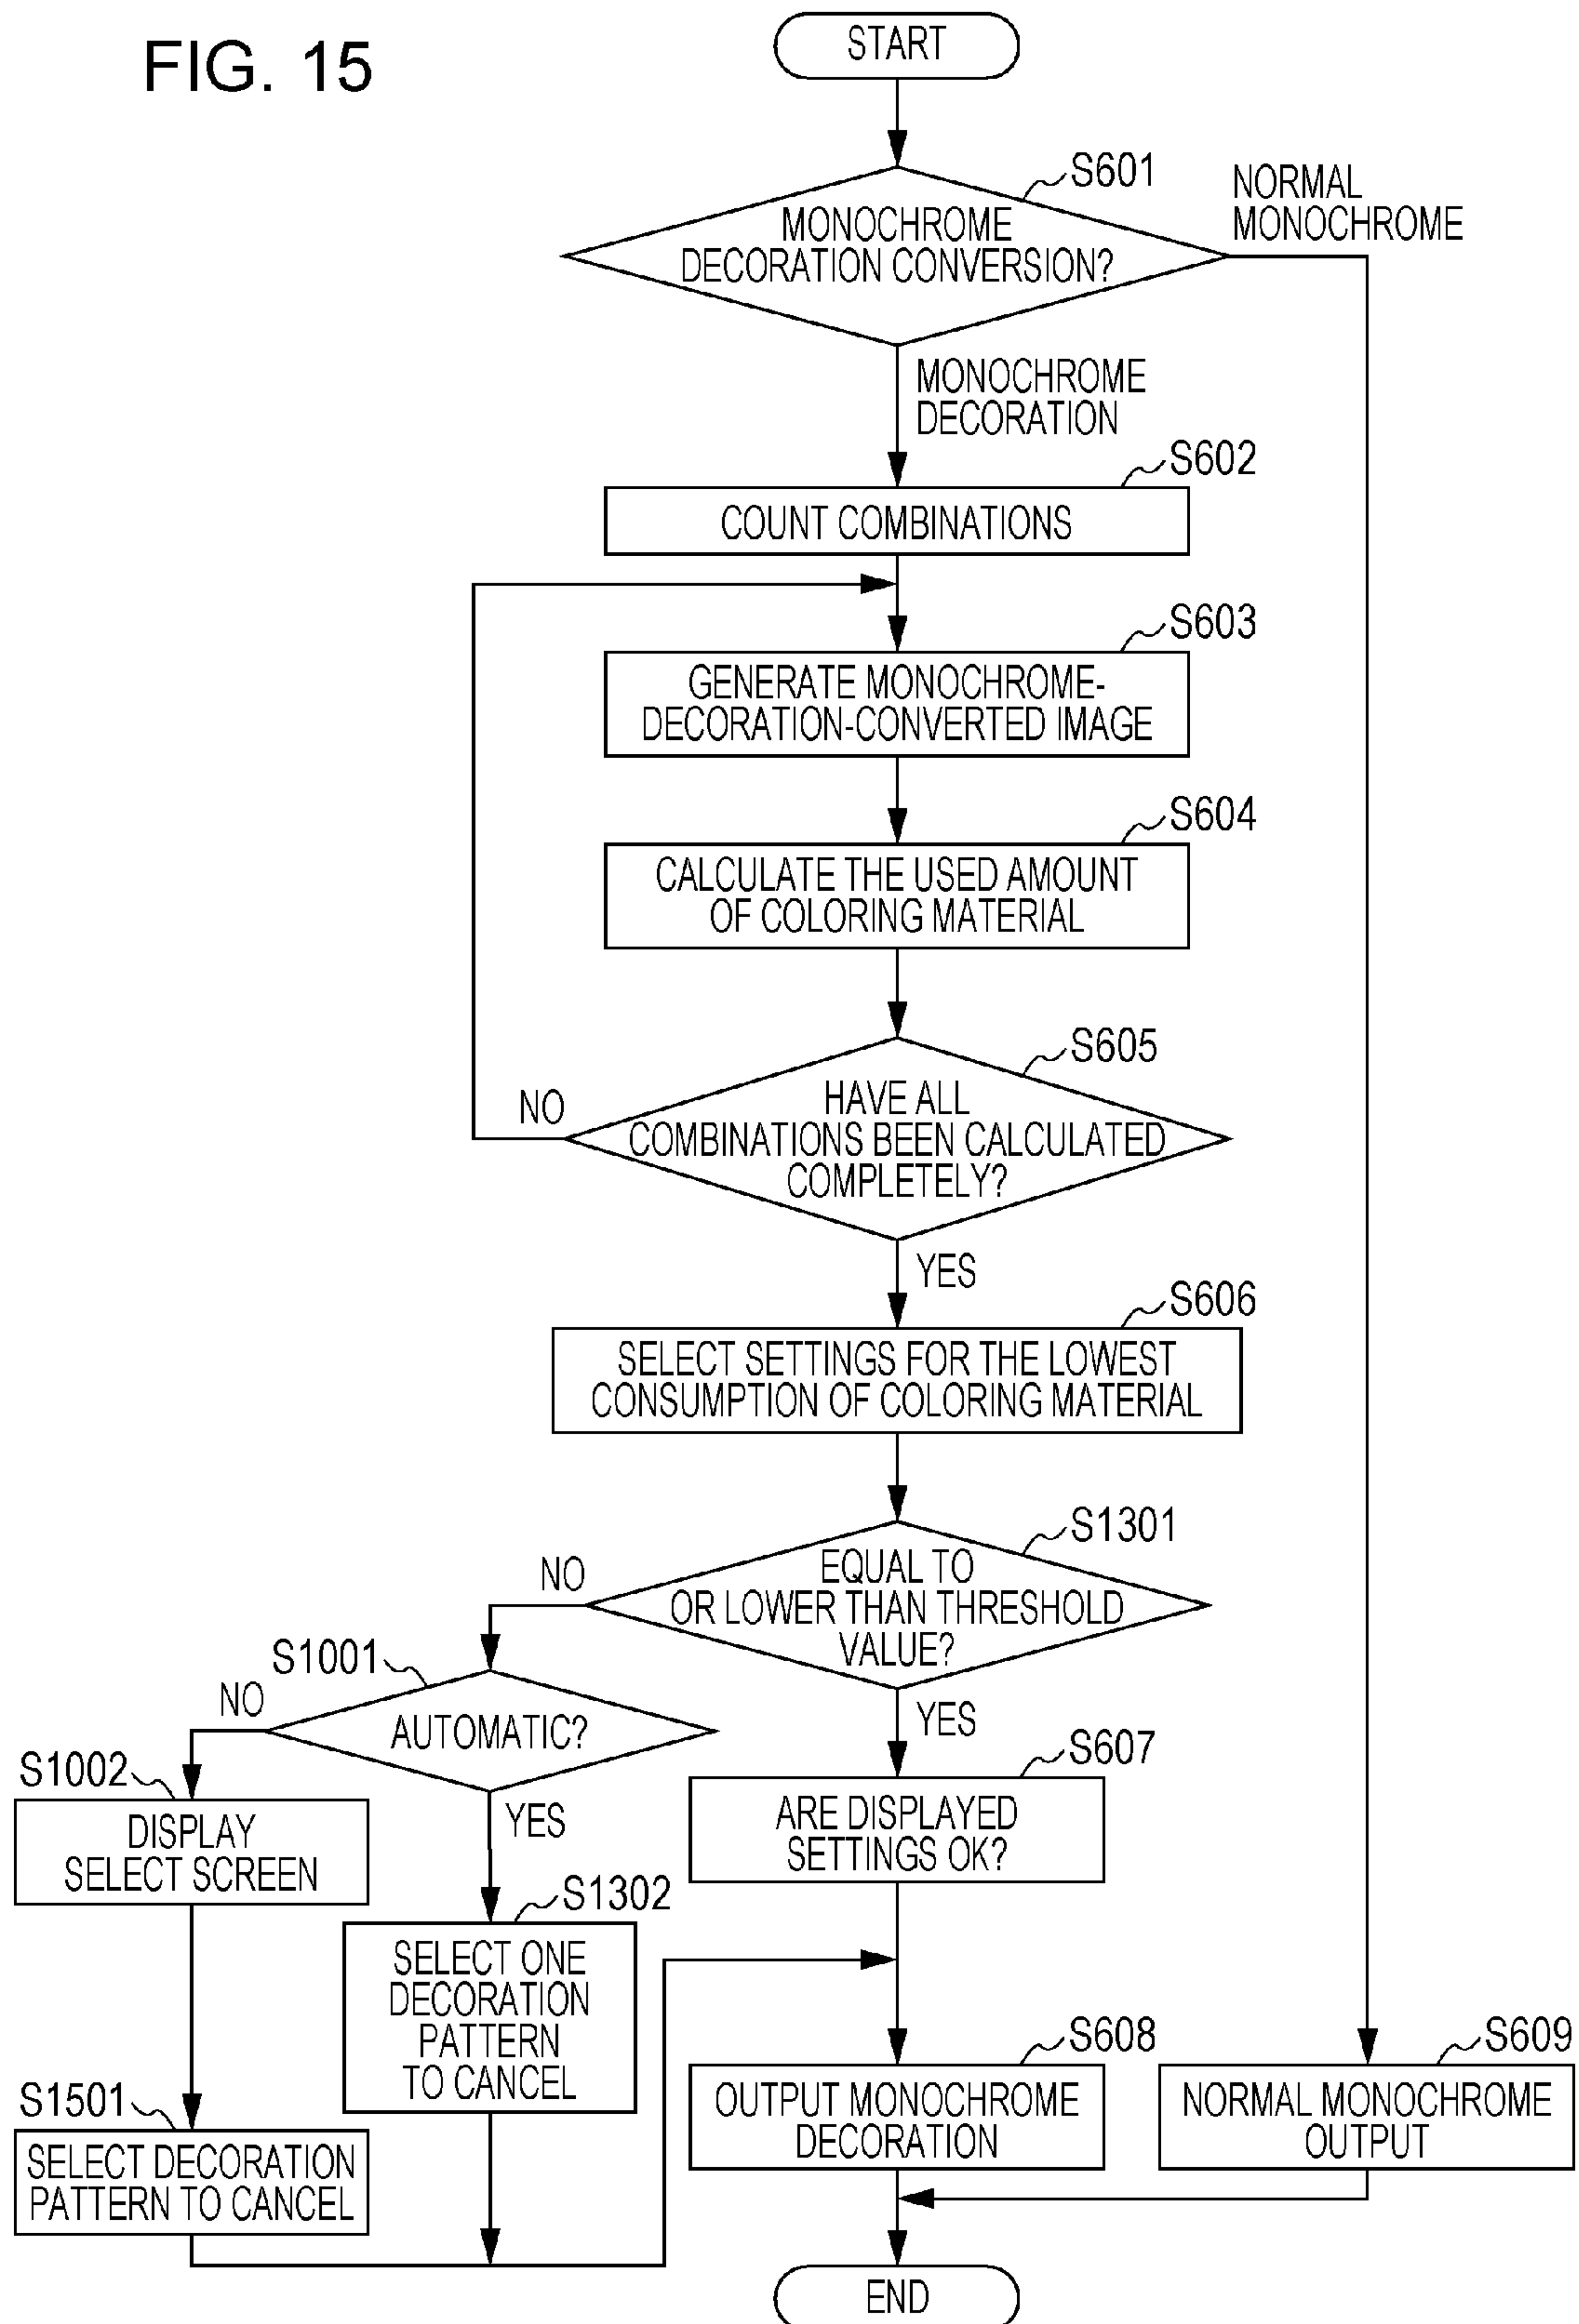 FIG. 15
START
S601
NORMAL
MONOCHROME
MONOCHROME
DECORATION CONVERSION?
MONOCHROME
DECORATION
S602
COUNT COMBINATIONS
S603
GENERATE MONOCHROME-
DECORATION-CONVERTED IMAGE
S604
CALCULATE THE USED AMOUNT
OF COLORING MATERIAL
S605
NO
HAVE ALL
COMBINATIONS BEEN CALCULATED
COMPLETELY?
YES
S606
SELECT SETTINGS FOR THE LOWEST
CONSUMPTION OF COLORING MATERIAL
S1301
NO
EQUAL TO
OR LOWER THAN THRESHOLD
VALUE?
S1001
NO
AUTOMATIC?
YES
YES
S607
ARE DISPLAYED
SETTINGS OK?
S1002
DISPLAY
SELECT SCREEN
S1302
SELECT ONE
DECORATION
PATTERN
TO CANCEL
S1501
SELECT DECORATION
PATTERN TO CANCEL
S608
OUTPUT MONOCHROME
DECORATION
S609
NORMAL MONOCHROME
OUTPUT
END